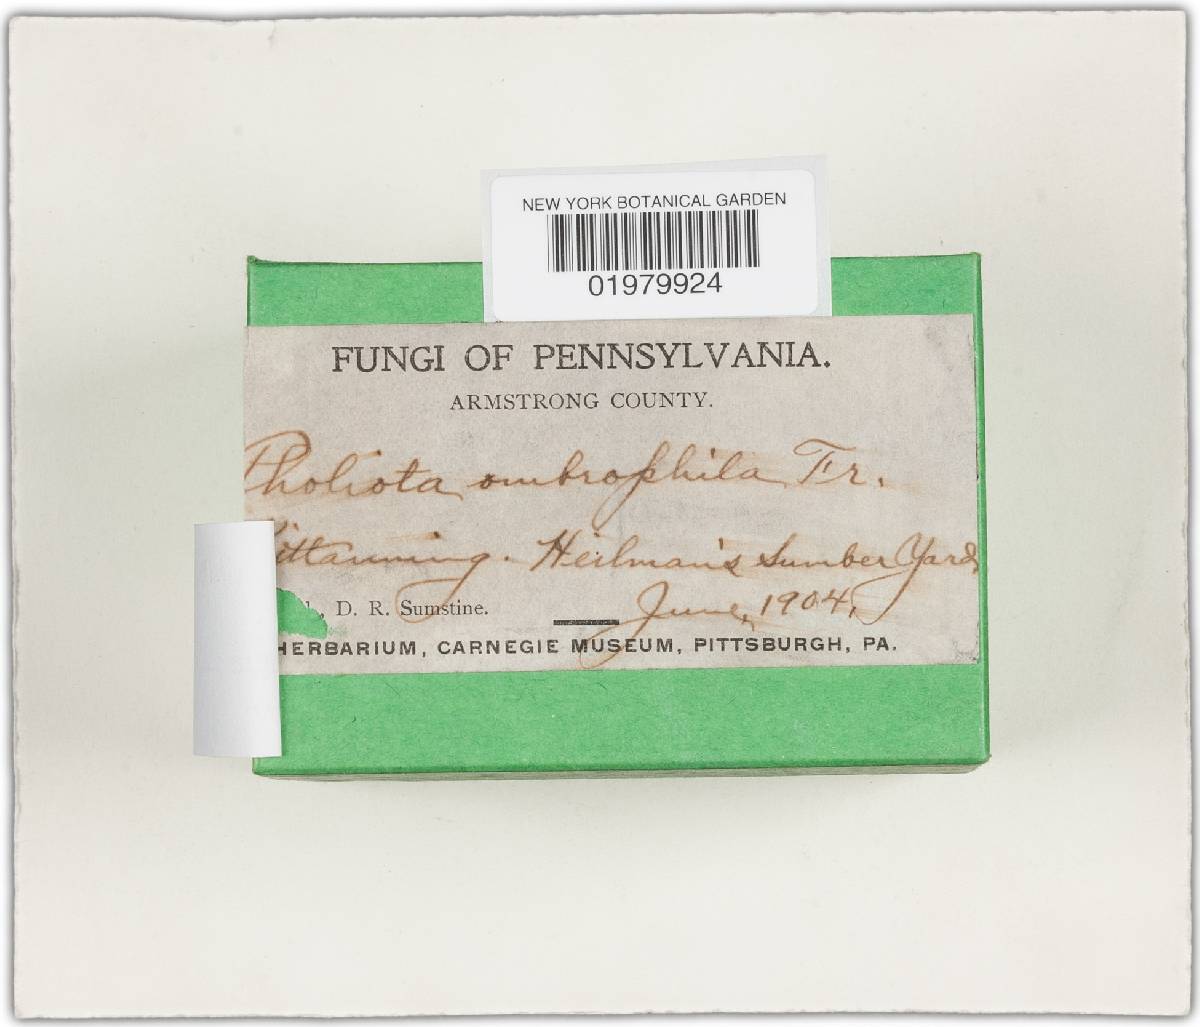 NEW YORK BOTANICAL GARDEN
01979924
FUNGI OF PENNSYLVANIA.
ARMSTRONG COUNTY.
Pholiota ombrophila Fr.
Kittanning. Heilman's Lumber Yard
June, 1904,
D. R. Sumstine.
HERBARIUM, CARNEGIE MUSEUM, PITTSBURGH, PA.